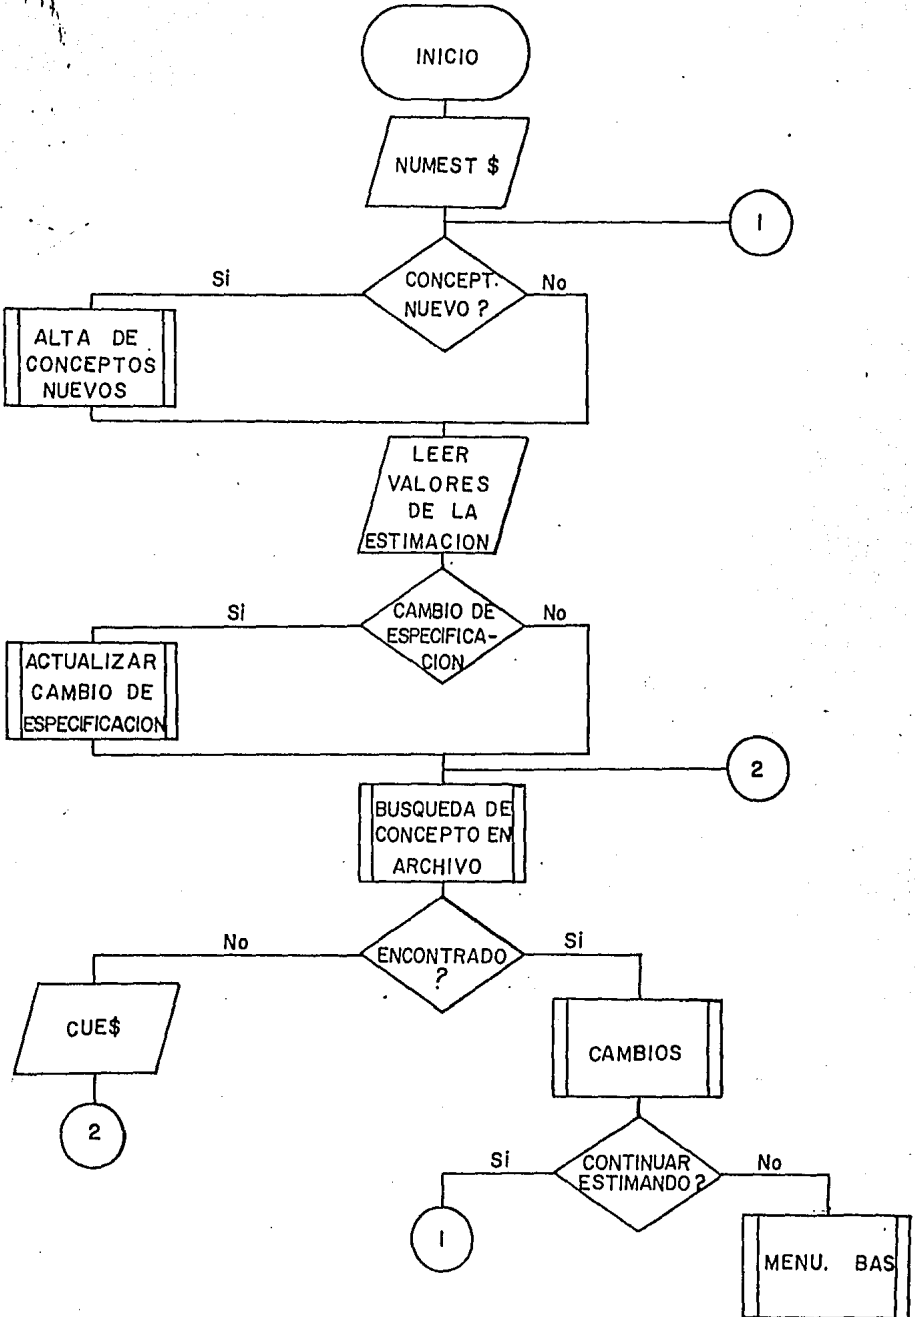 INICIO
NUMEST $
1
CONCEPT.
NUEVO ?
Si
No
ALTA DE
CONCEPTOS
NUEVOS
LEER
VALORES
DE LA
ESTIMACION
CAMBIO DE
ESPECIFICA-
CION
Si
No
ACTUALIZAR
CAMBIO DE
ESPECIFICACION
2
BUSQUEDA DE
CONCEPTO EN
ARCHIVO
ENCONTRADO
?
No
Si
CUE$
2
CAMBIOS
CONTINUAR
ESTIMANDO ?
Si
No
1
MENU. BAS